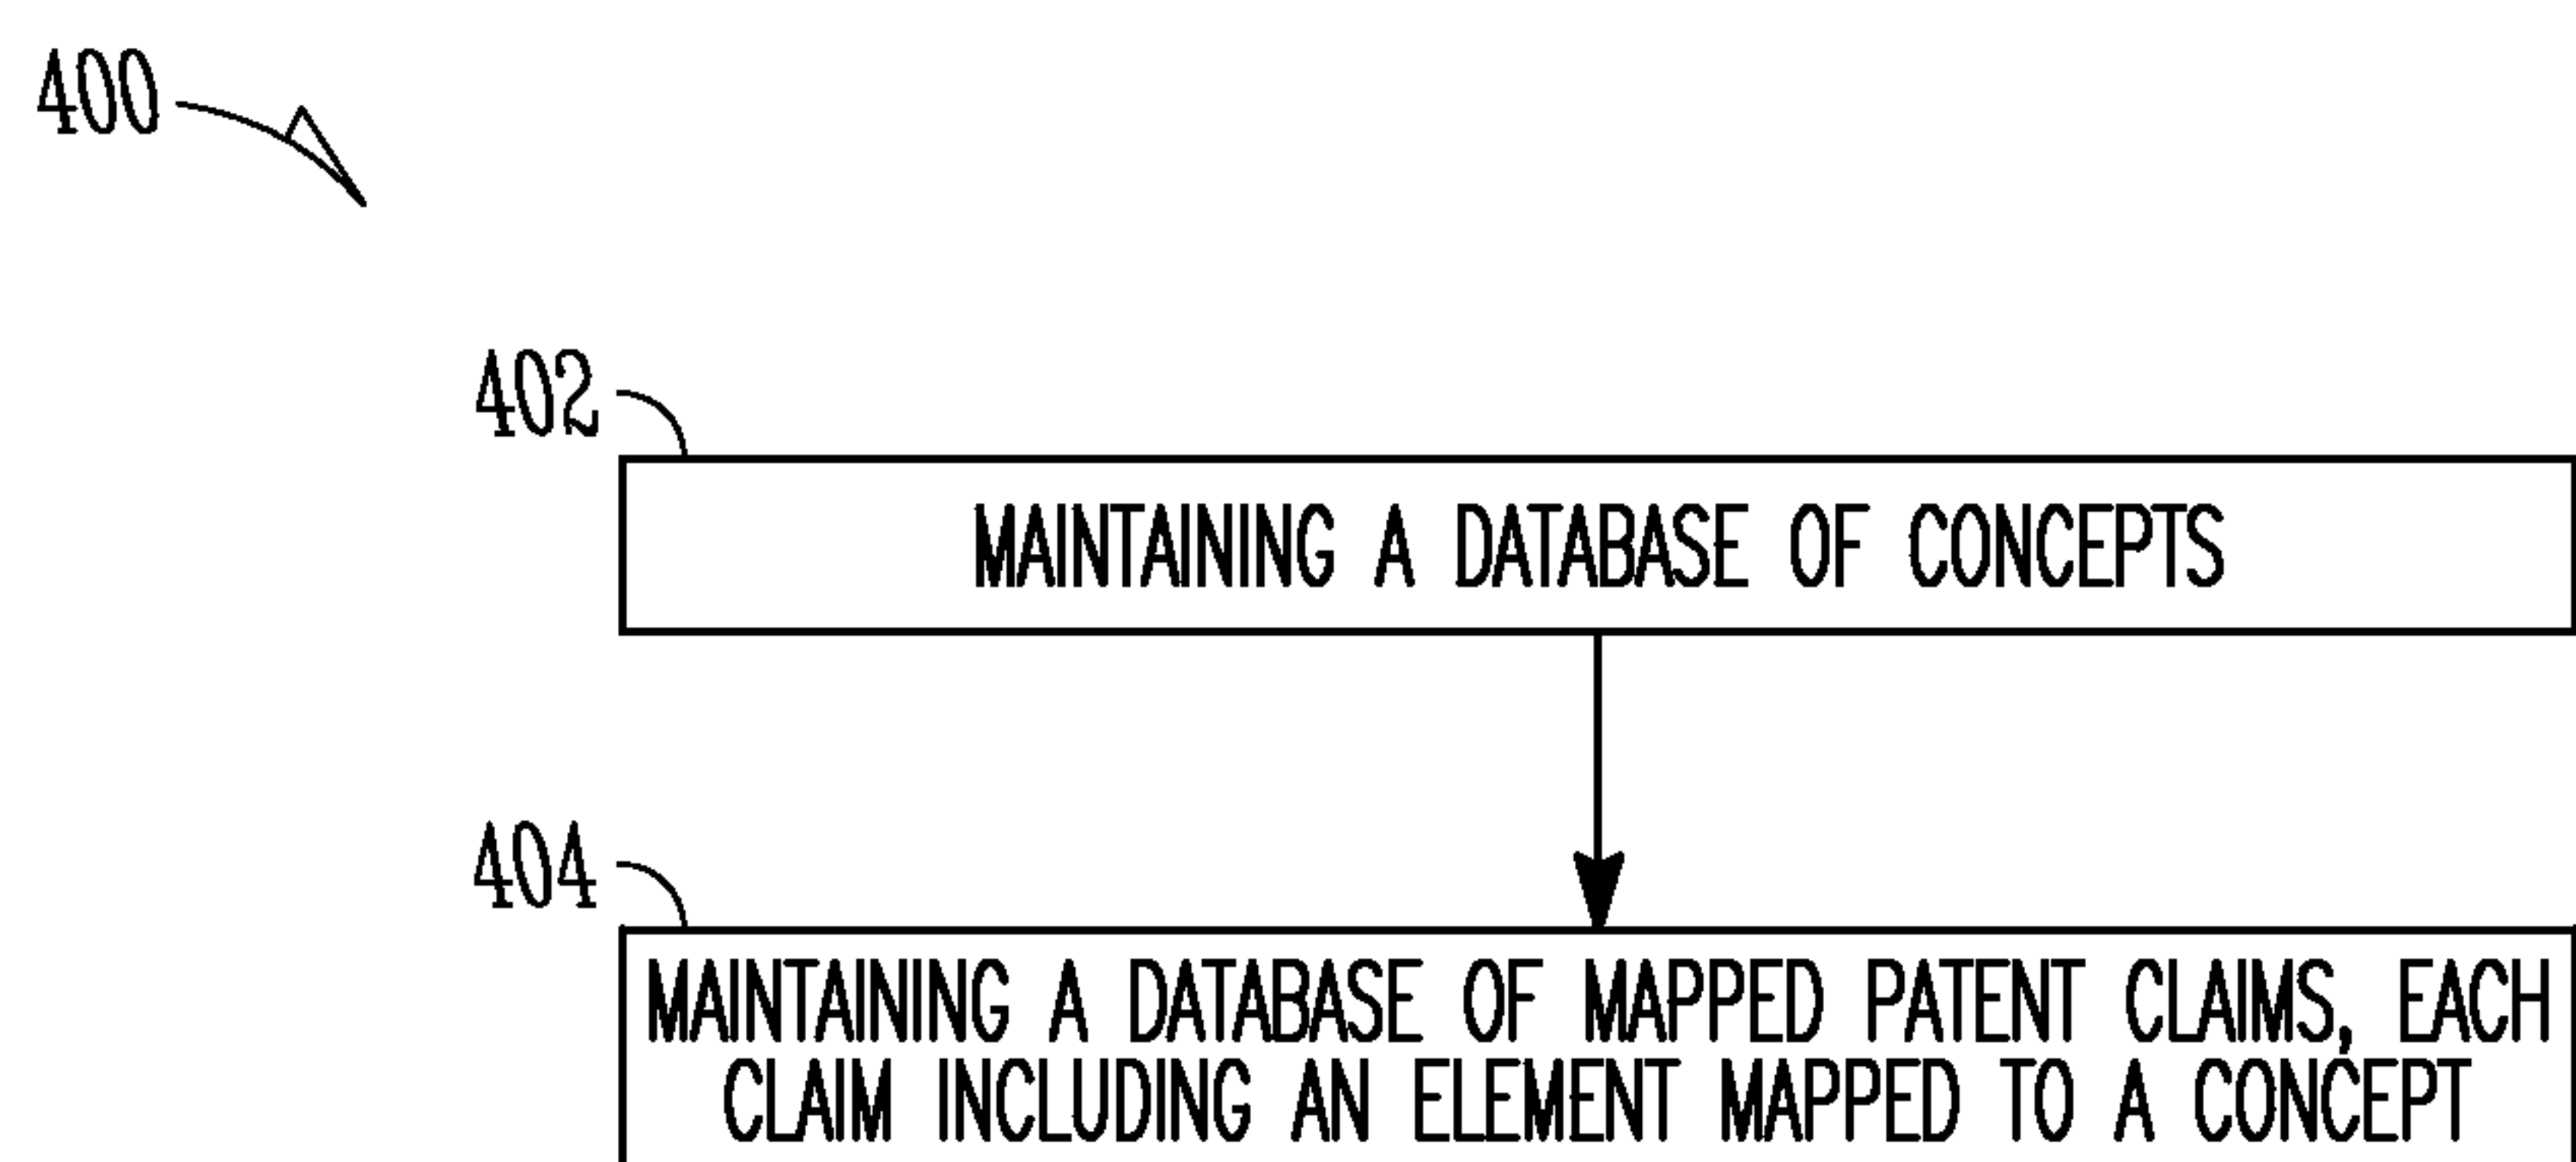 400
402
MAINTAINING A DATABASE OF CONCEPTS
404
MAINTAINING A DATABASE OF MAPPED PATENT CLAIMS, EACH
CLAIM INCLUDING AN ELEMENT MAPPED TO A CONCEPT